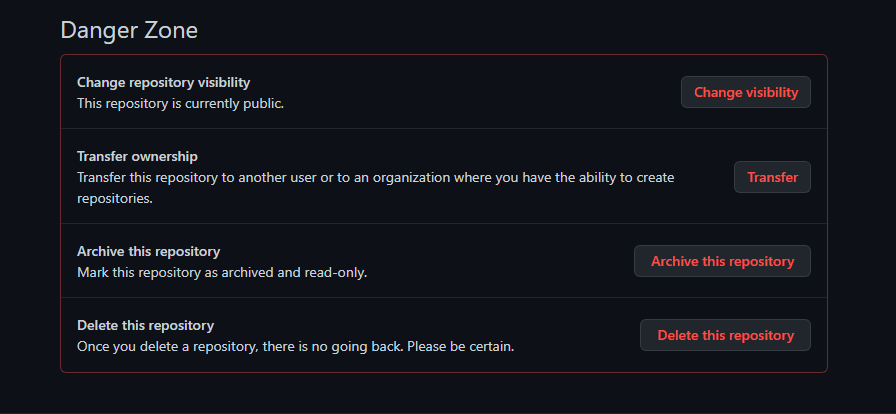 Danger Zone
Change repository visibility
This repository is currently public.
Change visibility
Transfer ownership
Transfer this repository to another user or to an organization where you have the ability to create
repositories.
Transfer
Archive this repository
Mark this repository as archived and read-only.
Archive this repository
Delete this repository
Once you delete a repository, there is no going back. Please be certain.
Delete this repository